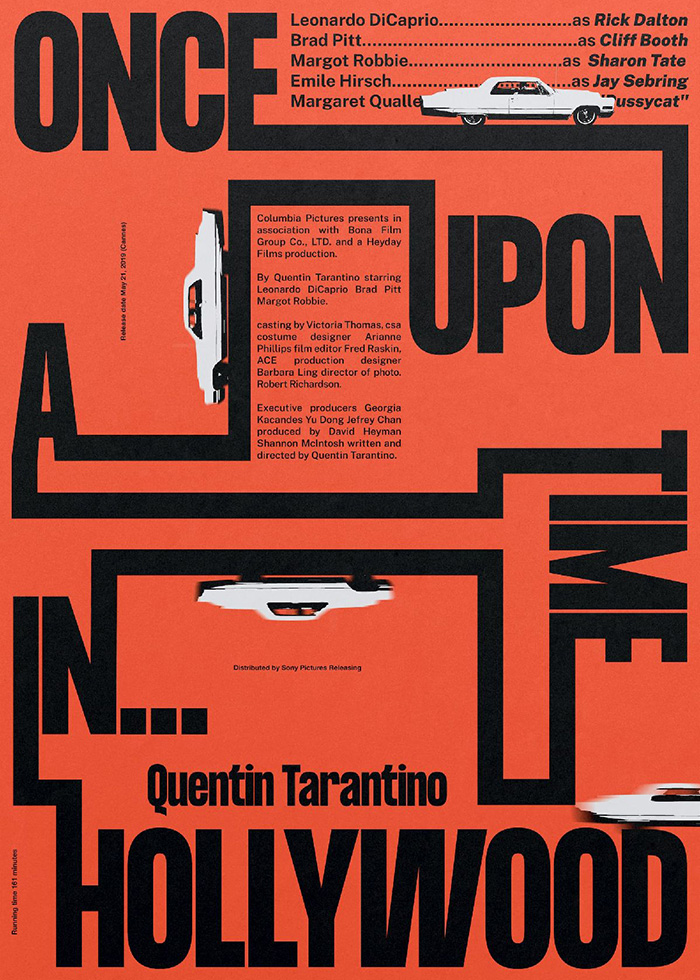 ONCE
Leonardo DiCaprio.........................as Rick Dalton
Brad Pitt........................................as Cliff Booth
Margot Robbie.............................as Sharon Tate
Emile Hirsch.................................as Jay Sebring
Margaret Qualle ussycat"
UPON
Columbia Pictures presents in
association with Bona Film
Group Co., LTD. and a Heyday
Films production.
By Quentin Tarantino starring
Leonardo DiCaprio Brad Pitt
Margot Robbie.
casting by Victoria Thomas, csa
costume designer Arianne
Phillips film editor Fred Raskin,
ACE production designer
Barbara Ling director of photo.
Robert Richardson.
Executive producers Georgia
Kacandes Yu Dong Jefrey Chan
produced by David Heyman
Shannon McIntosh written and
directed by Quentin Tarantino.
Release date May 21, 2019 (Cannes)
A
TIME
IN...
Distributed by Sony Pictures Releasing
Quentin Tarantino
HOLLYWOOD
Running time 161 minutes